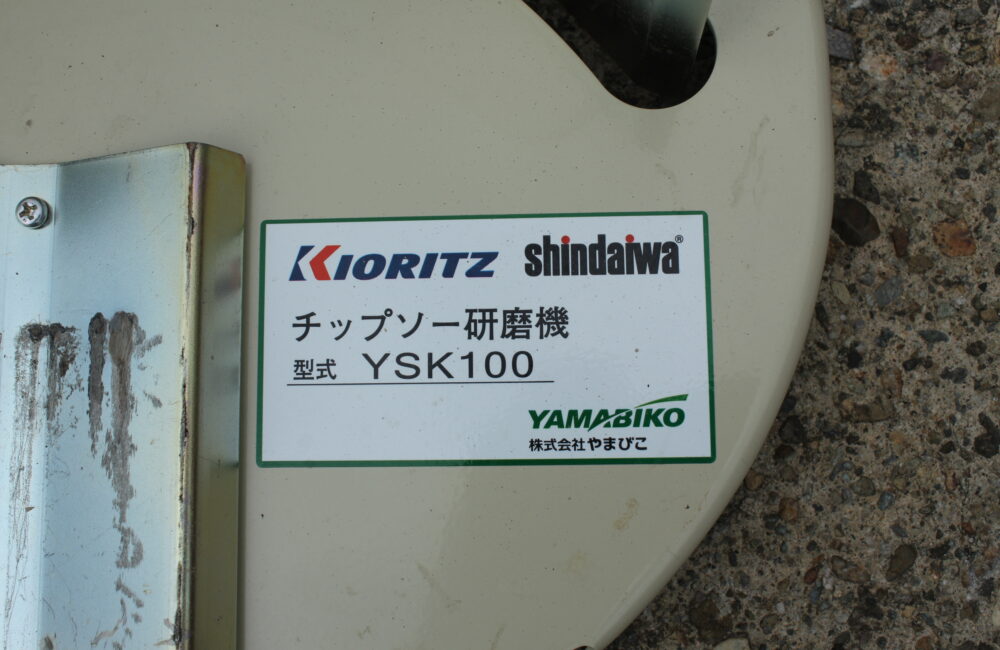 KIORITZ shindaiwa®
チップソー研磨機
型式 YSK100
YAMABIKO
株式会社やまびこ